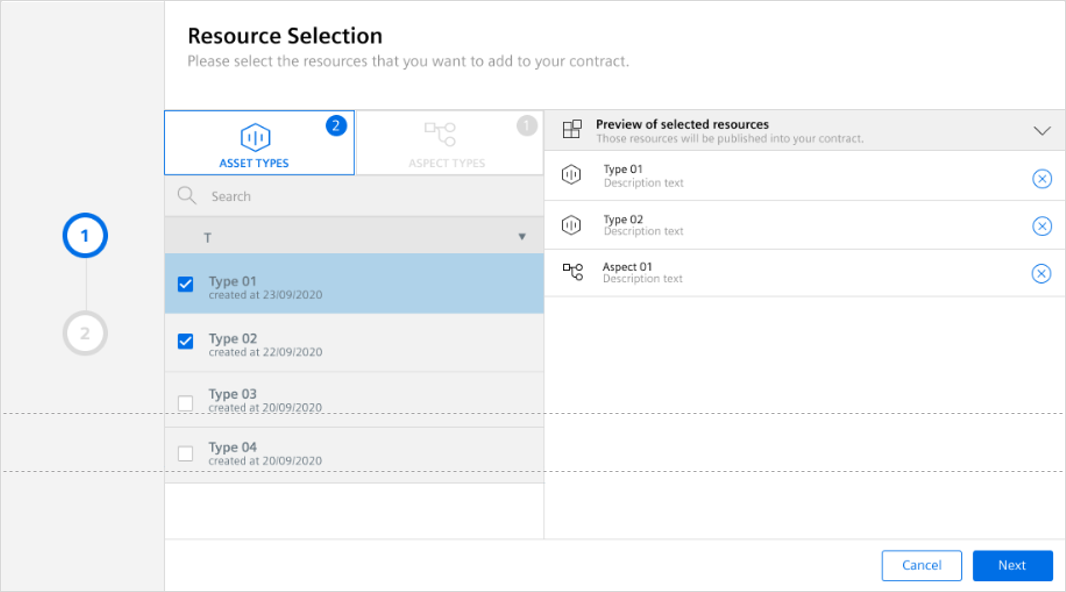 Resource Selection
Please select the resources that you want to add to your contract.
2
1
ASSET TYPES
ASPECT TYPES
Search
T
Type 01
created at 23/09/2020
Type 02
created at 22/09/2020
Type 03
created at 20/09/2020
Type 04
created at 20/09/2020
Preview of selected resources
Those resources will be published into your contract.
Type 01
Description text
Type 02
Description text
Aspect 01
Description text
1
2
Cancel
Next